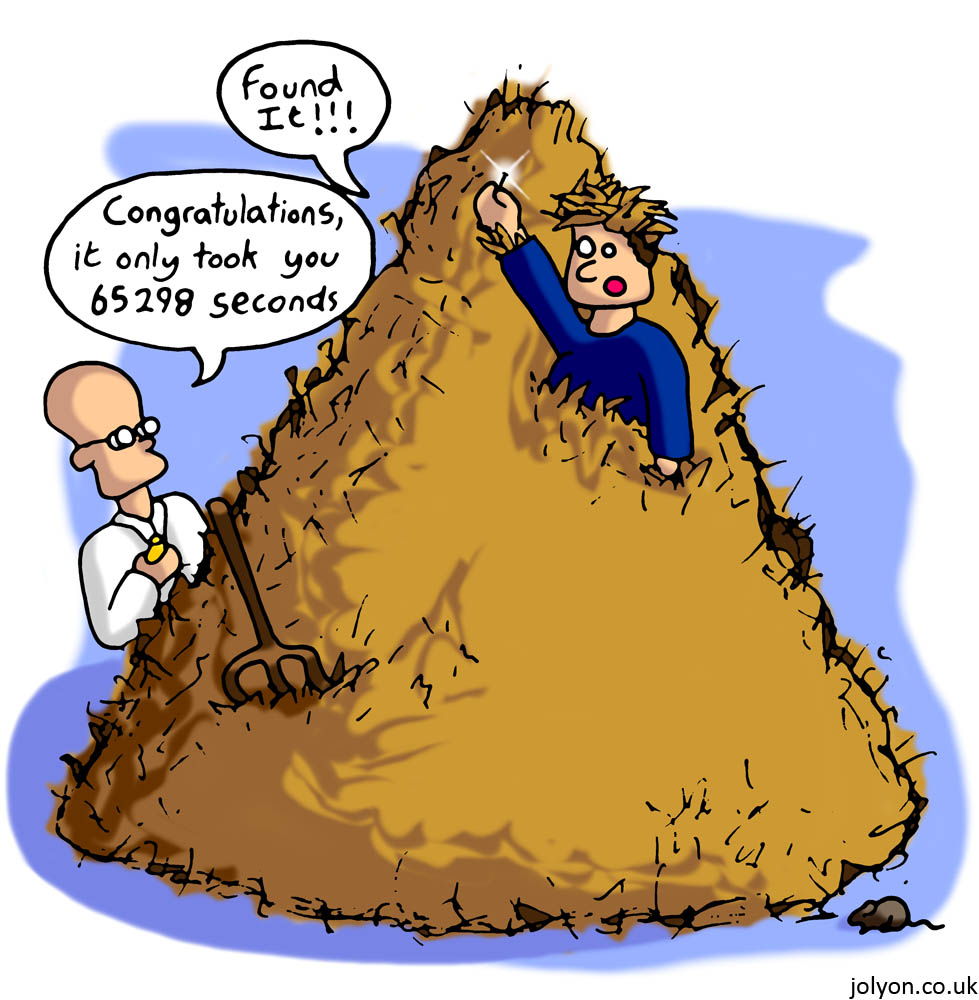 Found
It!!!
Congratulations,
it only took you
65298 seconds
jolyon.co.uk